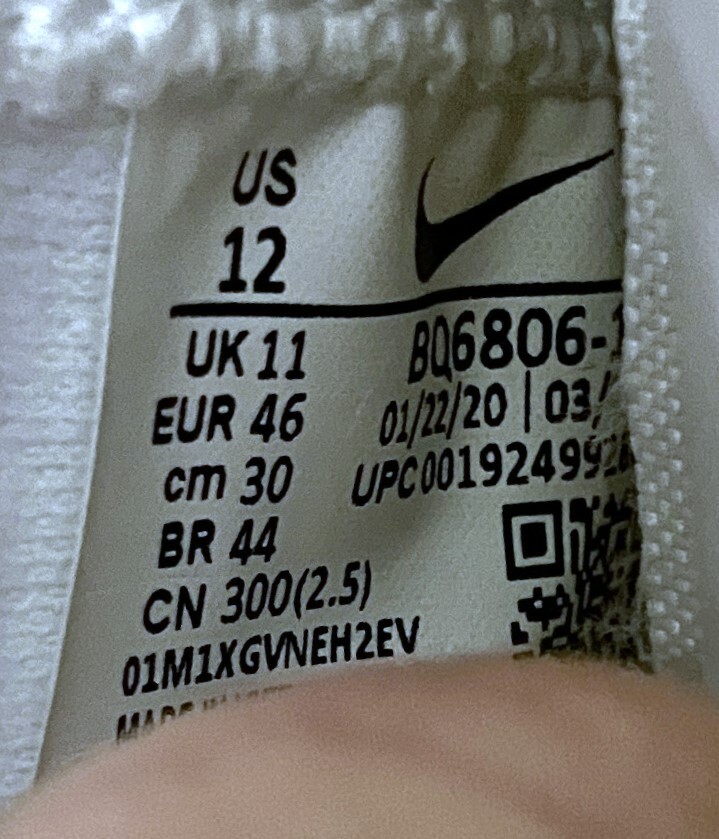 US
12
UK 11
EUR 46
cm 30
BR 44
CN 300(2.5)
01M1XGVNEH2EV
BQ6806-
01/22/20 | 03/
UPC00192499